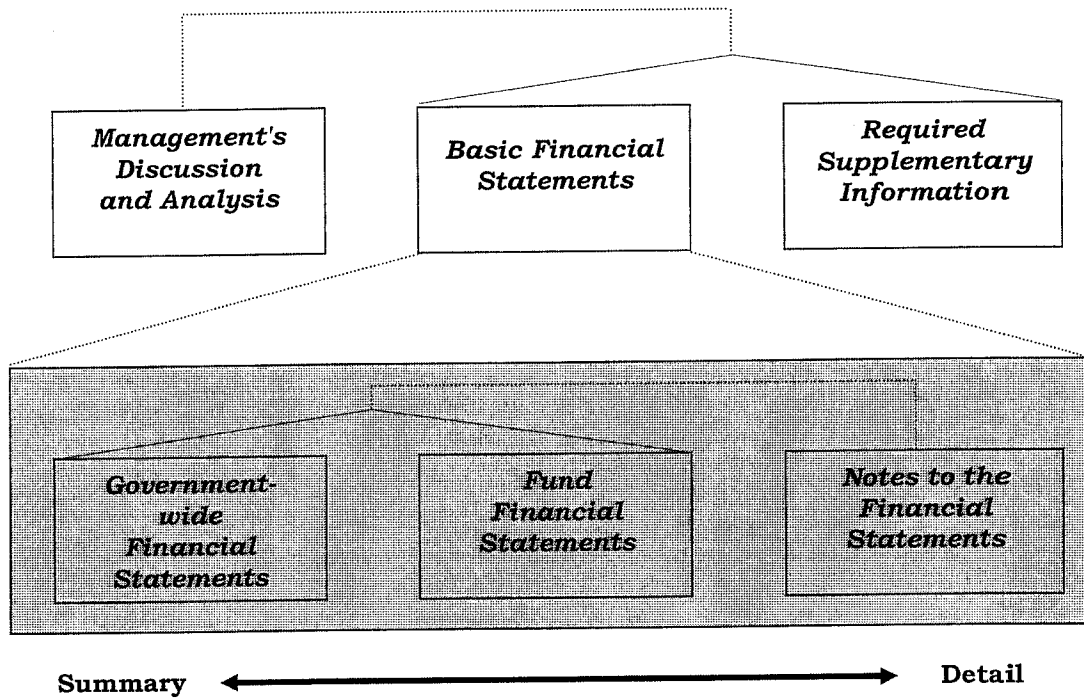 Management's
Discussion
and Analysis
Basic Financial
Statements
Required
Supplementary
Information
Government-
wide
Financial
Statements
Fund
Financial
Statements
Notes to the
Financial
Statements
Summary
Detail